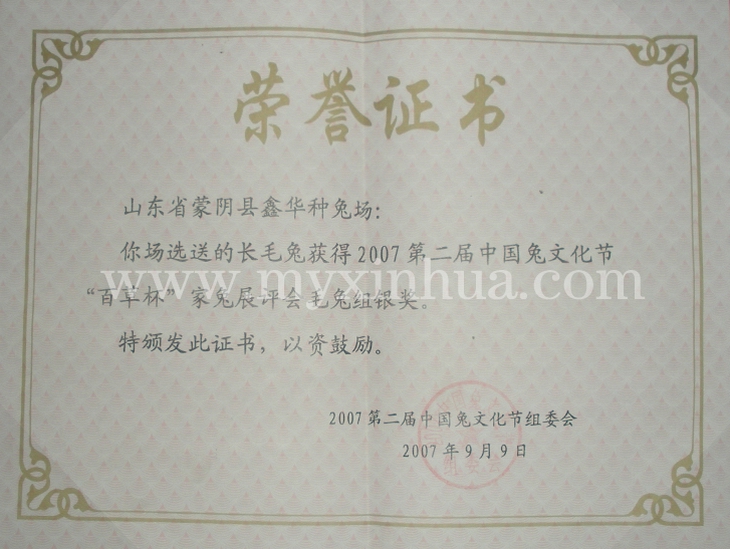 荣誉证书
山东省蒙阴县鑫华种兔场：
你场选送的长毛兔获得2007第二届中国兔文化节
“百草杯”家兔展评会毛兔组银奖。
www.myxinhua.com
特颁发此证书，以资鼓励。
2007第二届中国兔文化节组委会
2007年9月9日
组委会